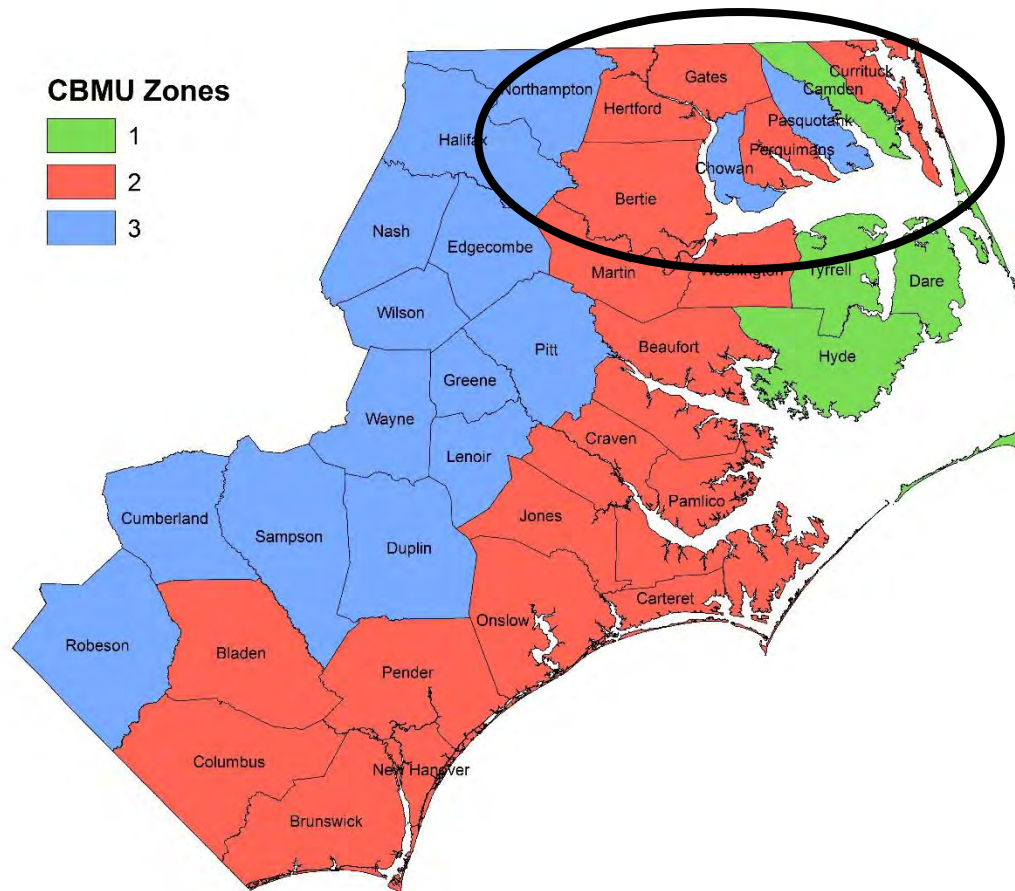 CBMU Zones
1
2
3
Northampton
Gates
Currituck
Camden
Hertford
Halifax
Pasquotank
Perquimans
Chowan
Bertie
Nash
Edgecombe
Martin
Washington
Tyrrell
Dare
Wilson
Pitt
Beaufort
Hyde
Greene
Wayne
Craven
Lenoir
Pamlico
Jones
Cumberland
Sampson
Duplin
Carteret
Onslow
Robeson
Bladen
Pender
Columbus
New Hanover
Brunswick